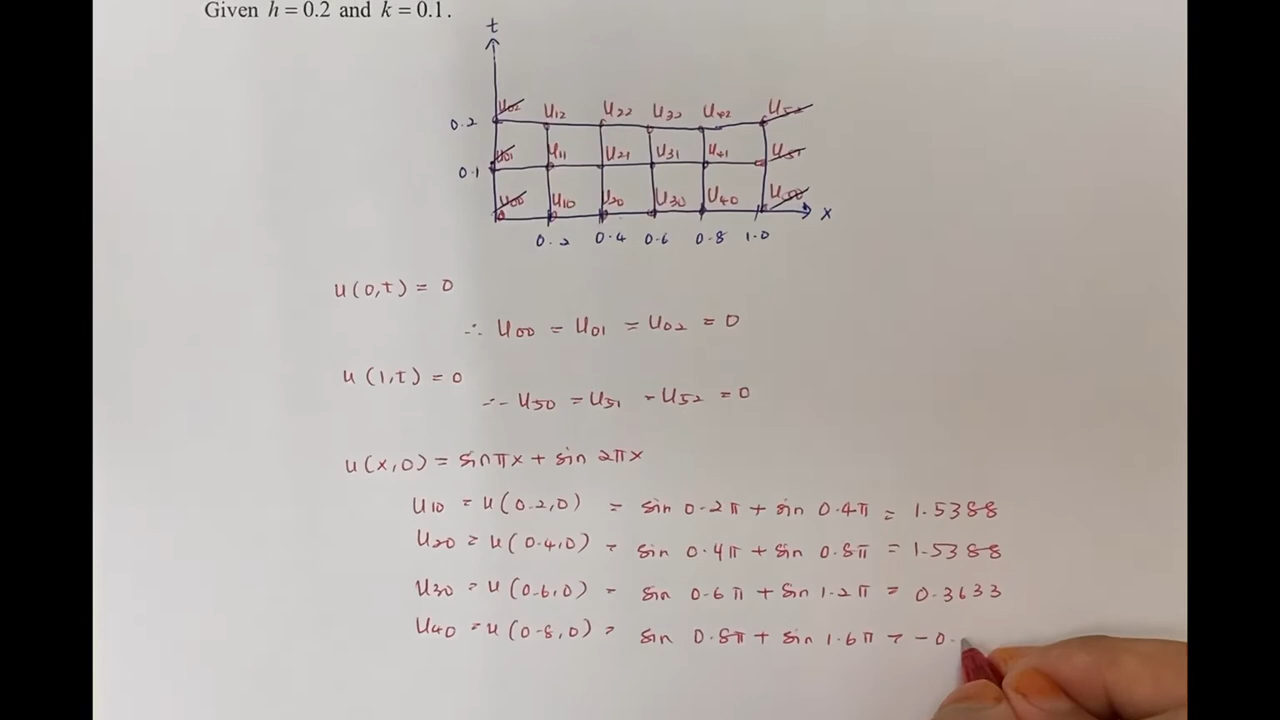 Given h = 0.2 and k = 0.1.
t
0.2 u02 u12 u22 u32 u42 u52
0.1 u01 u11 u21 u31 u41 u51
u00 u10 u20 u30 u40 u50
x
0.2 0.4 0.6 0.8 1.0
u(0,t) = 0
∴ u00 = u01 = u02 = 0
u(1,t) = 0
∴ u50 = u51 = u52 = 0
u(x,0) = sin πx + sin 2πx
u10 = u(0.2,0) = sin 0.2π + sin 0.4π = 1.5388
u20 = u(0.4,0) = sin 0.4π + sin 0.8π = 1.5388
u30 = u(0.6,0) = sin 0.6π + sin 1.2π = 0.3633
u40 = u(0.8,0) = sin 0.8π + sin 1.6π = -0.